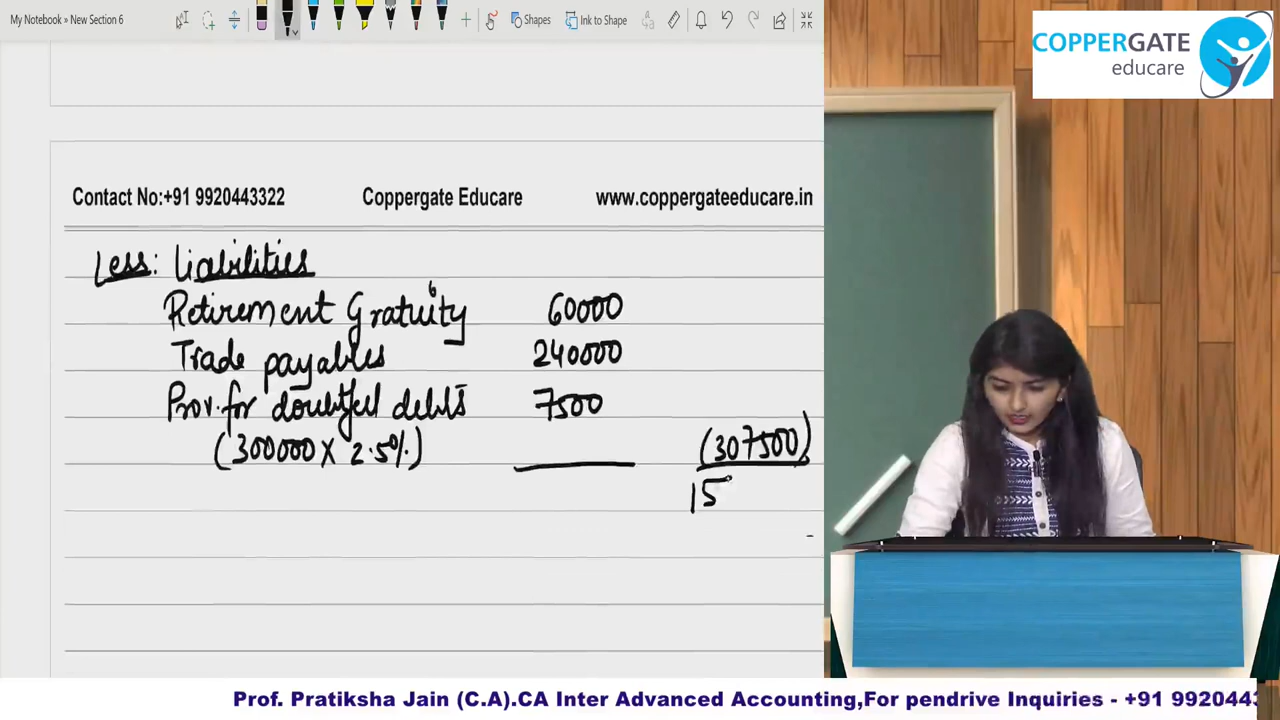 My Notebook » New Section 6
Shapes
Ink to Shape
COPPERGATE
educare
Contact No:+91 9920443322 Coppergate Educare www.coppergateeducare.in
Less: Liabilities
Retirement Gratuity 60000
Trade payables 240000
Prov. for doubtful debts 7500
(300000 x 2.5%) (307500)
15
Prof. Pratiksha Jain (C.A).CA Inter Advanced Accounting,For pendrive Inquiries - +91 992044